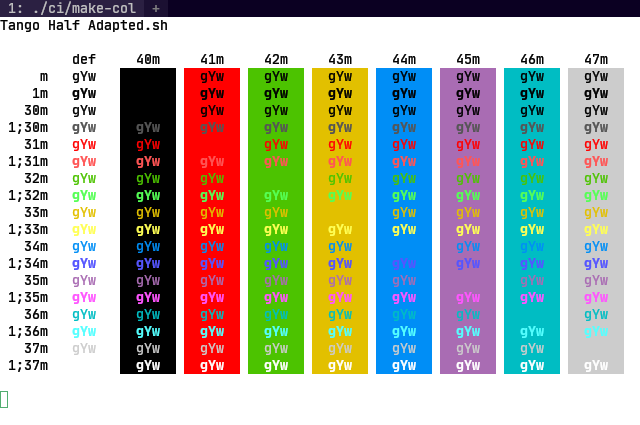 1: ./ci/make-col +
Tango Half Adapted.sh
def 40m 41m 42m 43m 44m 45m 46m 47m
m gYw gYw gYw gYw gYw gYw gYw gYw
1m gYw gYw gYw gYw gYw gYw gYw gYw
30m gYw gYw gYw gYw gYw gYw gYw gYw
1;30m gYw gYw gYw gYw gYw gYw gYw gYw gYw
31m gYw gYw gYw gYw gYw gYw gYw gYw
1;31m gYw gYw gYw gYw gYw gYw gYw gYw gYw
32m gYw gYw gYw gYw gYw gYw gYw gYw
1;32m gYw gYw gYw gYw gYw gYw gYw gYw gYw
33m gYw gYw gYw gYw gYw gYw gYw gYw
1;33m gYw gYw gYw gYw gYw gYw gYw gYw gYw
34m gYw gYw gYw gYw gYw gYw gYw gYw
1;34m gYw gYw gYw gYw gYw gYw gYw gYw gYw
35m gYw gYw gYw gYw gYw gYw gYw gYw
1;35m gYw gYw gYw gYw gYw gYw gYw gYw gYw
36m gYw gYw gYw gYw gYw gYw gYw gYw
1;36m gYw gYw gYw gYw gYw gYw gYw gYw gYw
37m gYw gYw gYw gYw gYw gYw gYw gYw
1;37m gYw gYw gYw gYw gYw gYw gYw gYw